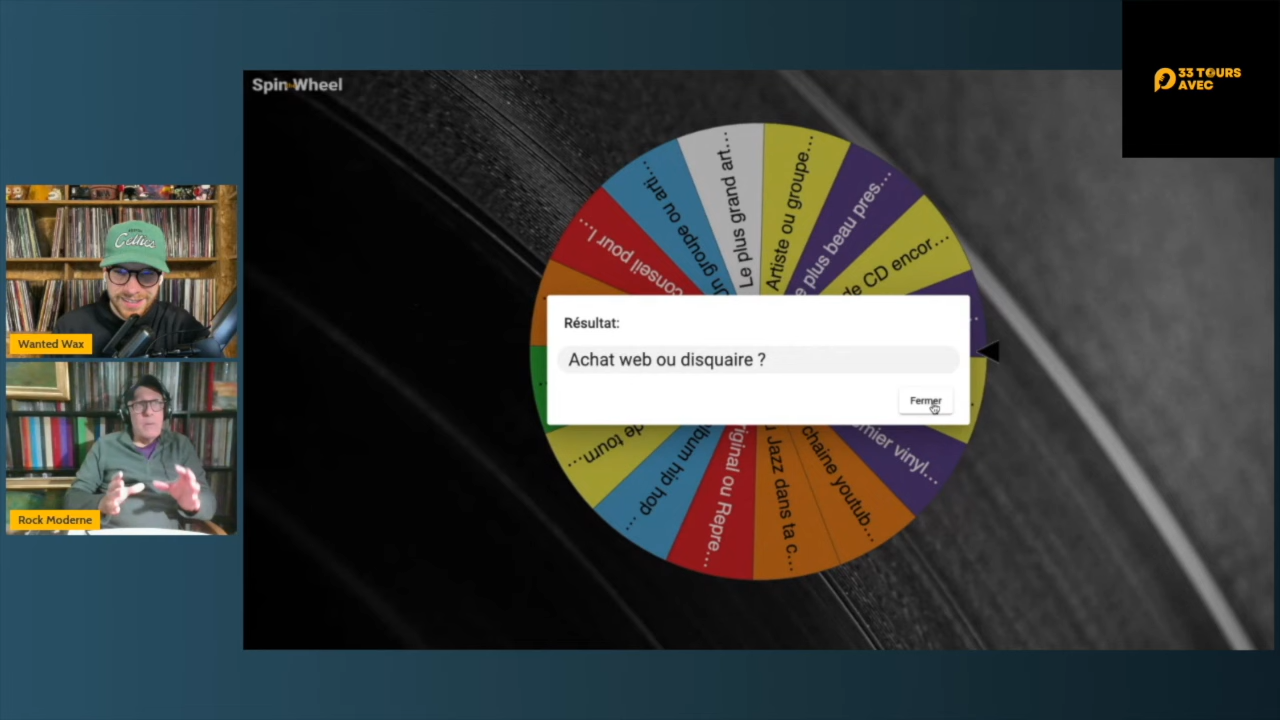 Spin The Wheel
33 TOURS
AVEC
Le plus grand art...
Artiste ou groupe...
plus beau pres...
de CD encor...
Un groupe ou arti...
conseil pour l...
Résultat:
Achat web ou disquaire ?
Fermer
Celtics
Wanted Wax
Rock Moderne
de tourn...
album hip hop ...
original ou Repre...
Jazz dans ta c...
chaine youtub...
vinyl...